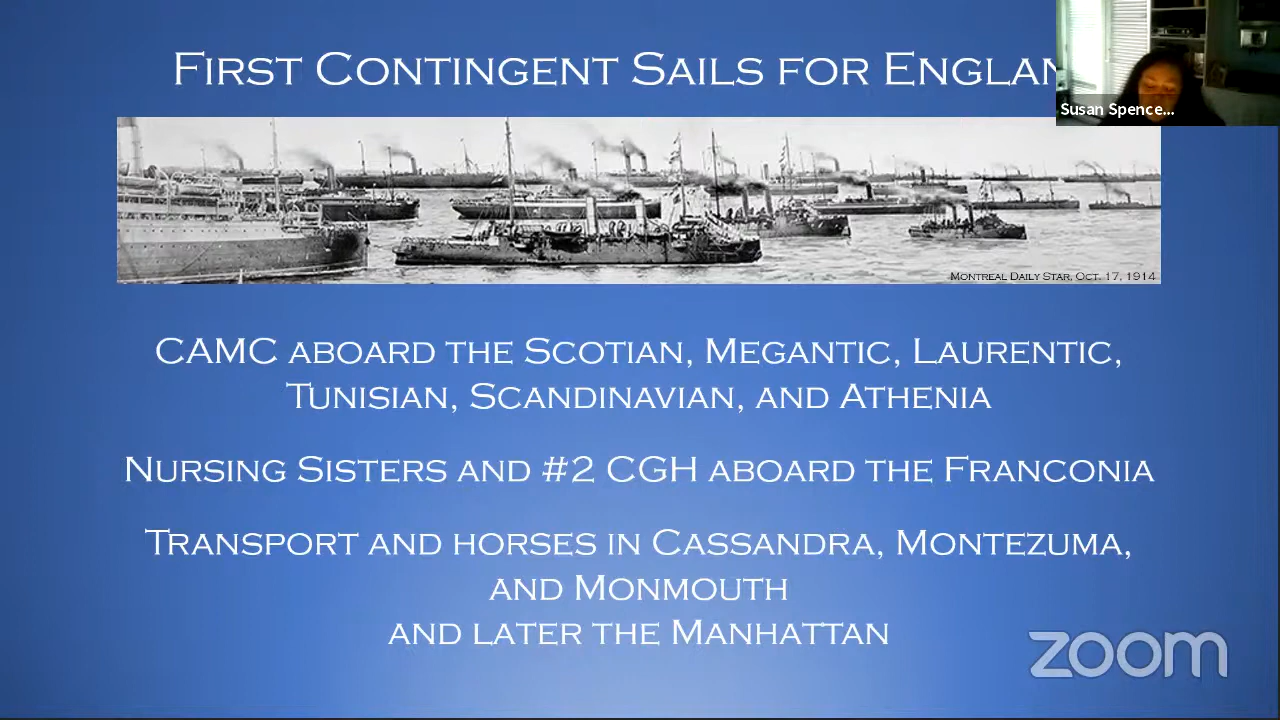 First Contingent Sails for Englan
Susan Spence...
Montreal Daily Star, Oct. 17, 1914
CAMC aboard the Scotian, Megantic, Laurentic,
Tunisian, Scandinavian, and Athenia
Nursing Sisters and #2 CGH aboard the Franconia
Transport and horses in Cassandra, Montezuma,
and Monmouth
and later the Manhattan
zoom